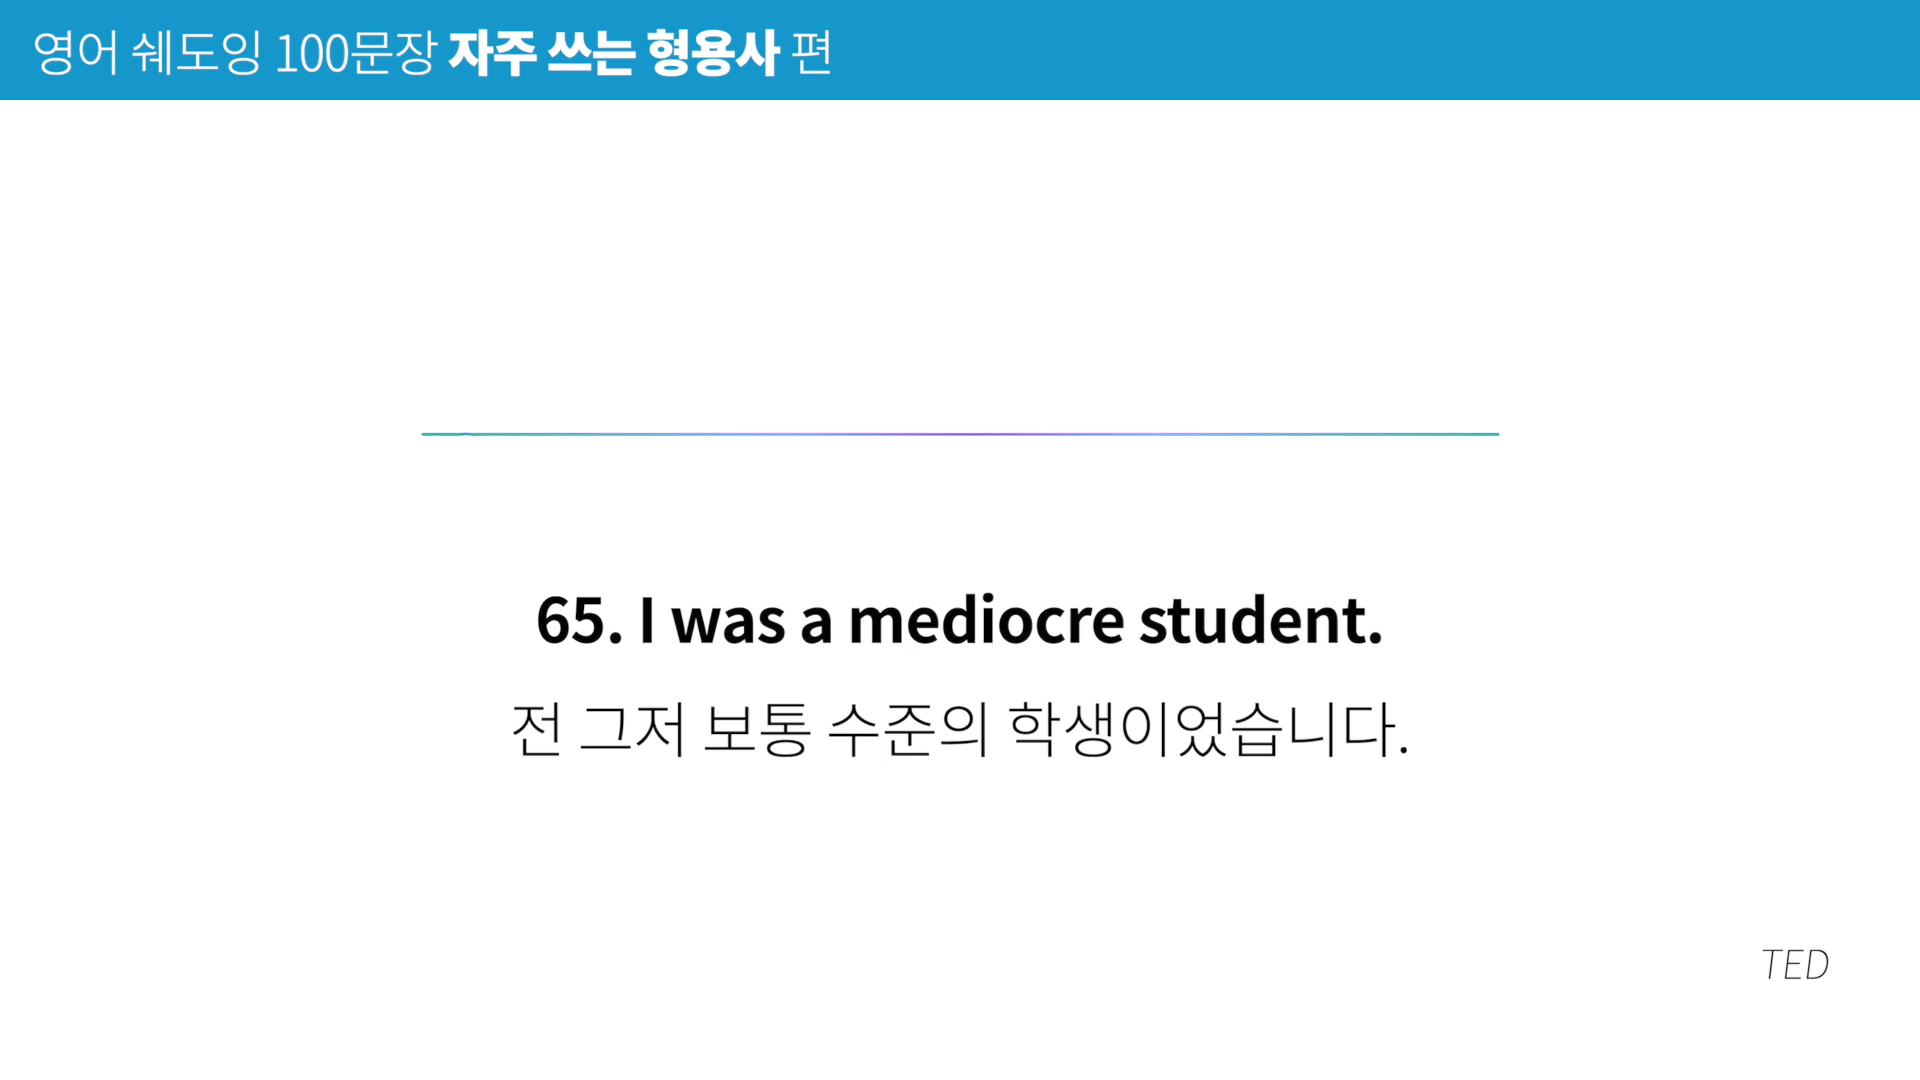 영어 쉐도잉 100문장 자주 쓰는 형용사 편
65. I was a mediocre student.
전 그저 보통 수준의 학생이었습니다.
TED